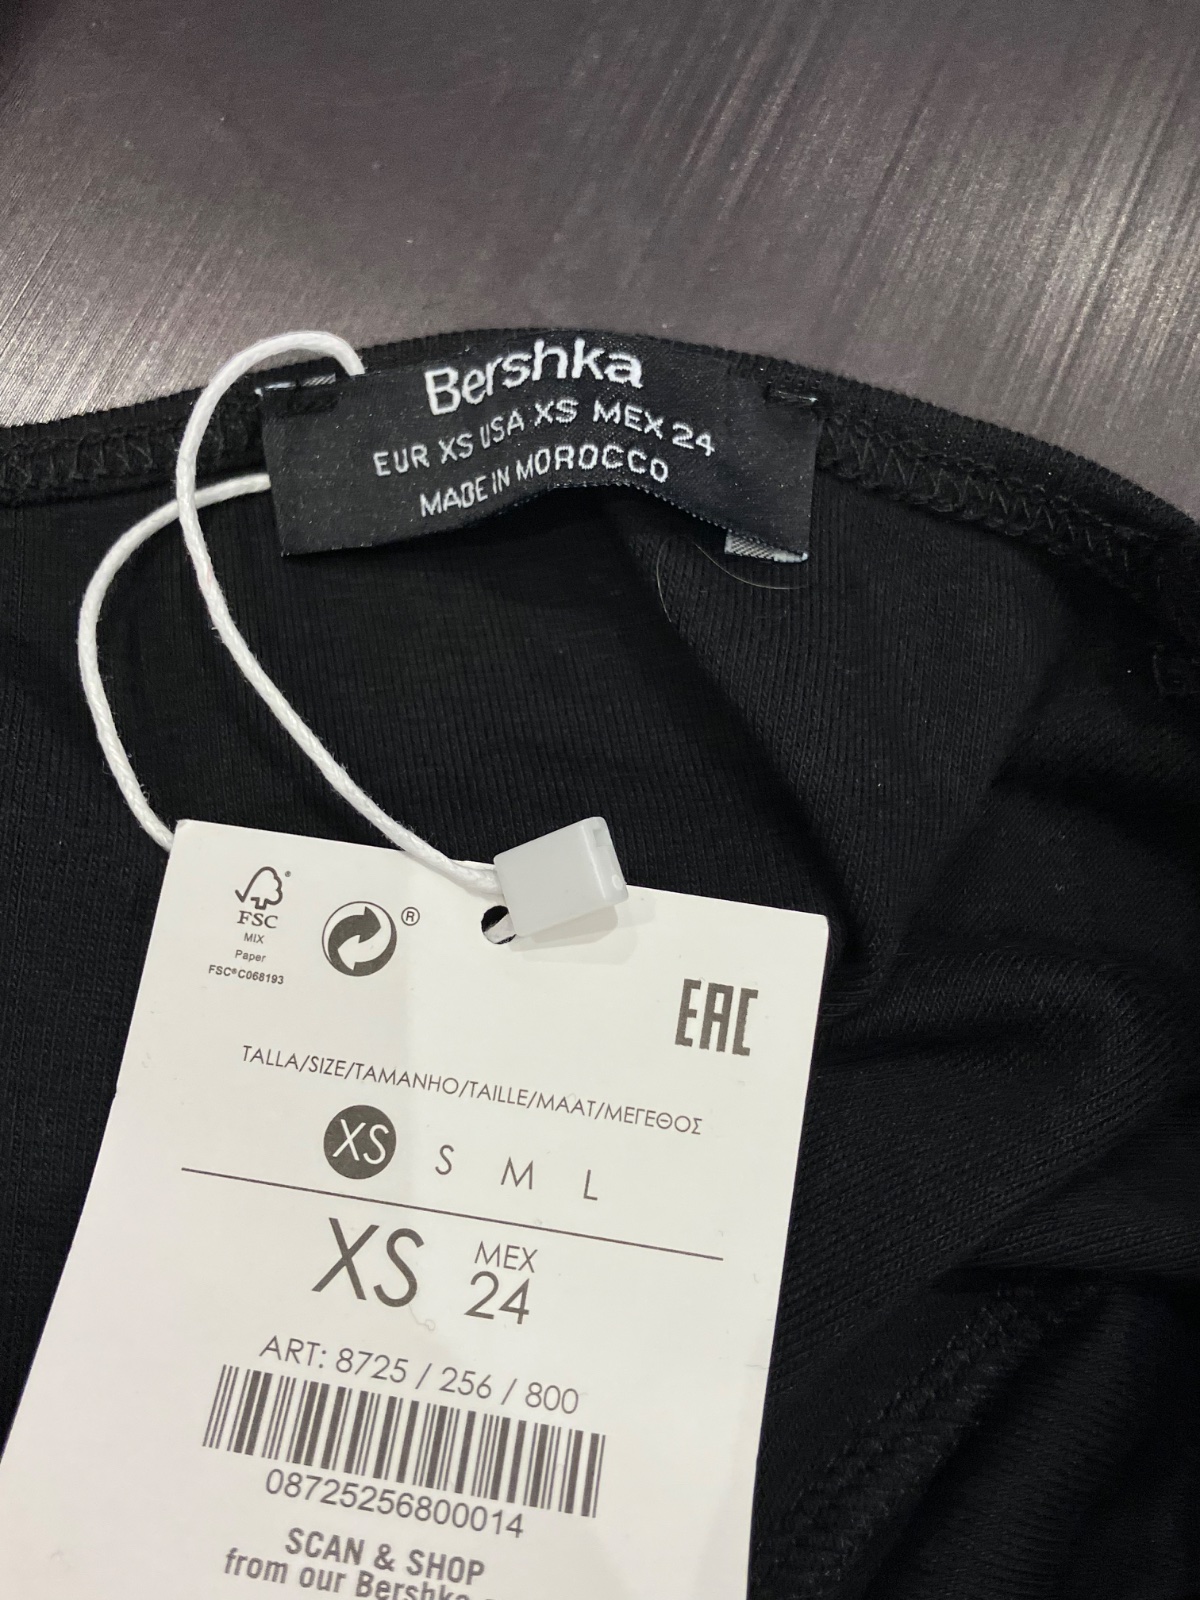 Bershka
EUR XS USA XS MEX 24
MADE IN MOROCCO
FSC
MIX
Paper
FSC® C068193
®
EAC
TALLA/SIZE/TAMANHO/TAILLE/MAAT/ΜΕΓΕΘΟΣ
XS S M L
XS MEX 24
ART: 8725 / 256 / 800
08725256800014
SCAN & SHOP
from our Bershka